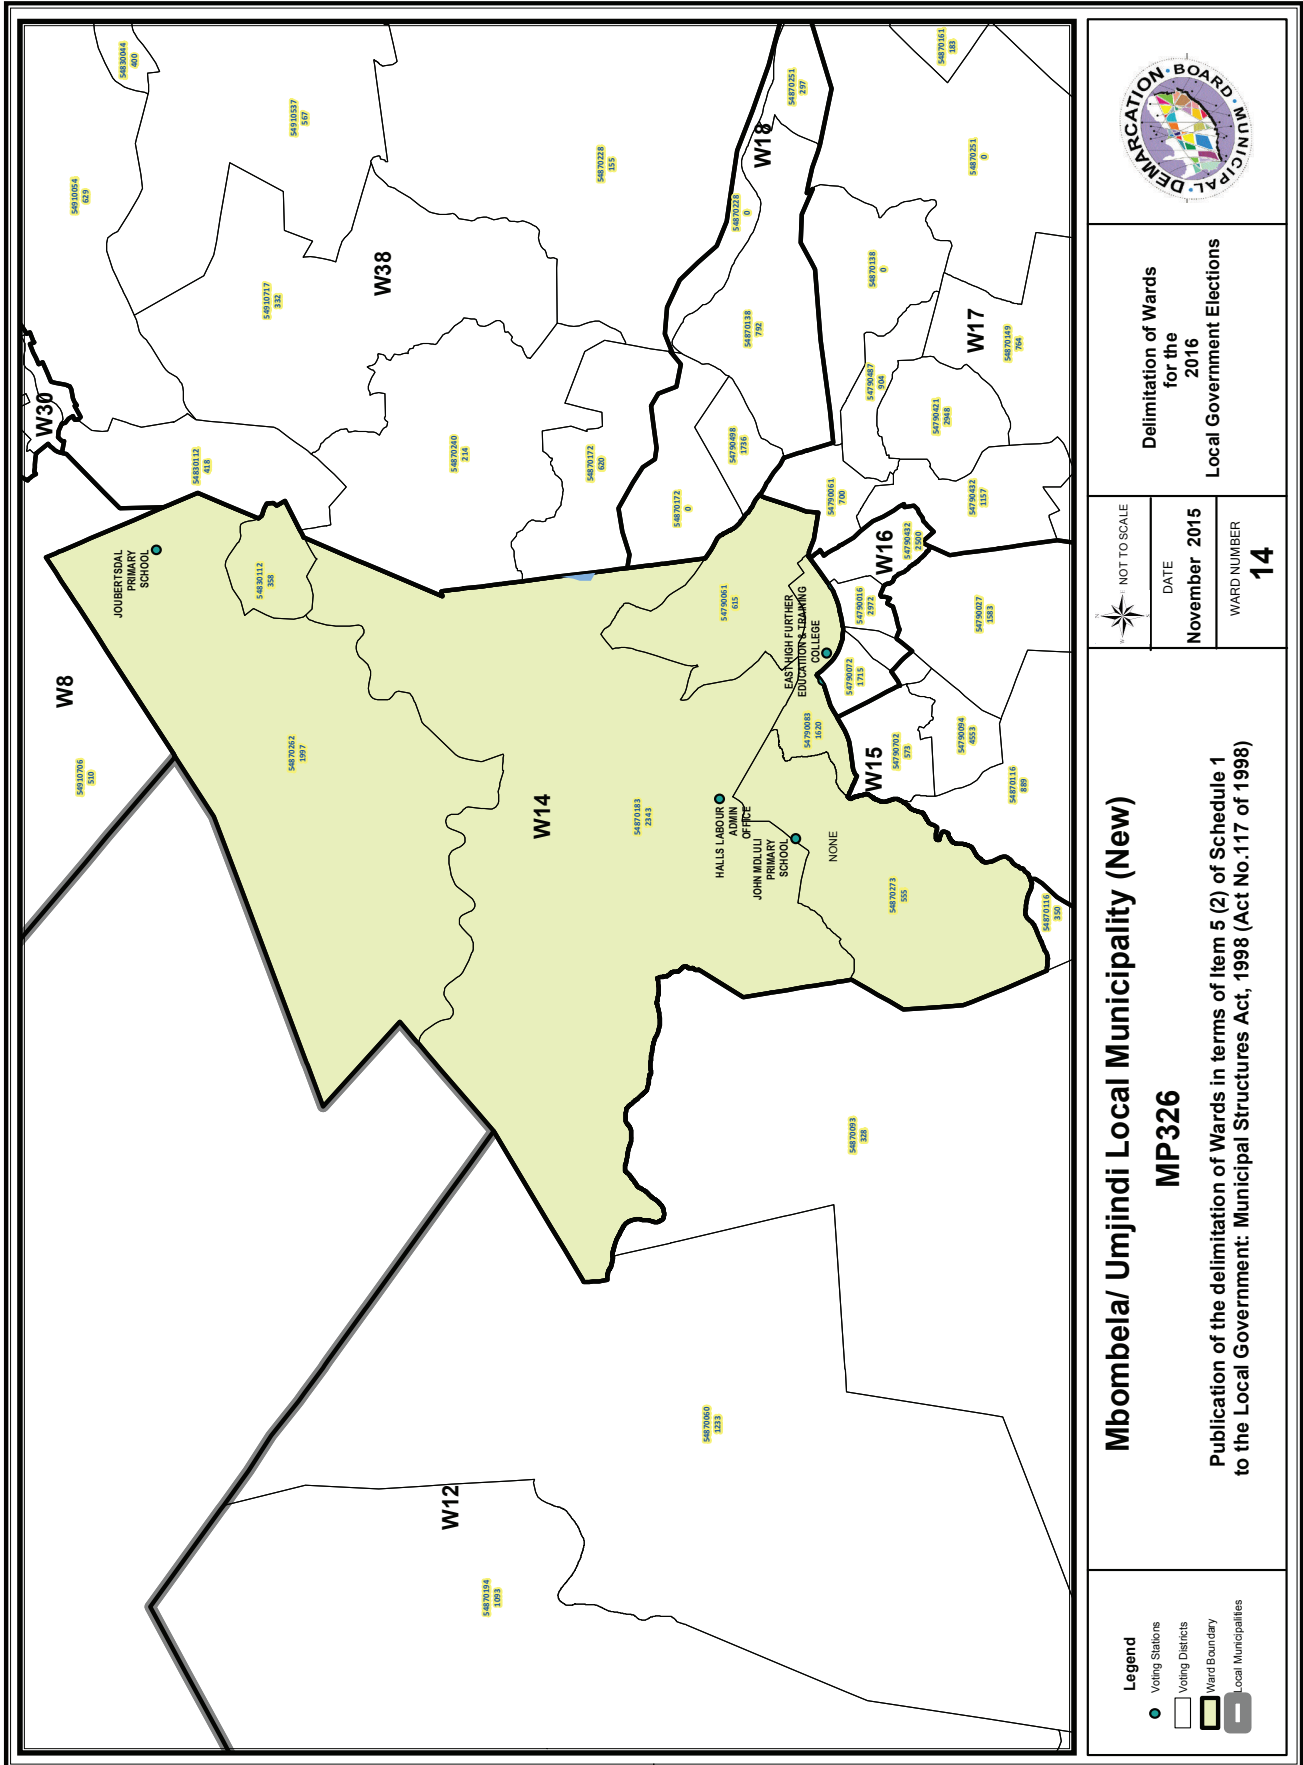 54830044
400
54910054
629
54910537
567
54910717
332
W38
54870228
155
W30
54830112
418
54870240
214
54870172
620
54870172
0
54870251
297
W18
54870228
0
54870138
792
54790498
1736
54870161
183
54870251
0
54870138
0
W17
54870149
764
54790487
904
54790421
2948
54790061
700
54790432
1157
W16
54790432
2500
54790016
2972
54790027
1583
54790072
1715
JOUBERTSDAL
PRIMARY
SCHOOL
54830112
358
W8
54910706
510
54870262
1997
W14
54870183
2343
54790061
615
EAST HIGH FURTHER
EDUCATION & TRAINING
COLLEGE
54790083
1620
HALLS LABOUR
ADMIN
OFFICE
JOHN MDLULI
PRIMARY
SCHOOL
NONE
54870273
555
W15
54790702
573
54790094
4553
54870116
889
54870116
350
54870093
328
54870060
1233
W12
54870194
1093
Legend
Voting Stations
Voting Districts
Ward Boundary
Local Municipalities
Mbombela/ Umjindi Local Municipality (New)
MP326
Publication of the delimitation of Wards in terms of Item 5 (2) of Schedule 1
to the Local Government: Municipal Structures Act, 1998 (Act No.117 of 1998)
N
E
S
W
NOT TO SCALE
DATE
November 2015
WARD NUMBER
14
Delimitation of Wards
for the
2016
Local Government Elections
MUNICIPAL • DEMARCATION • BOARD •